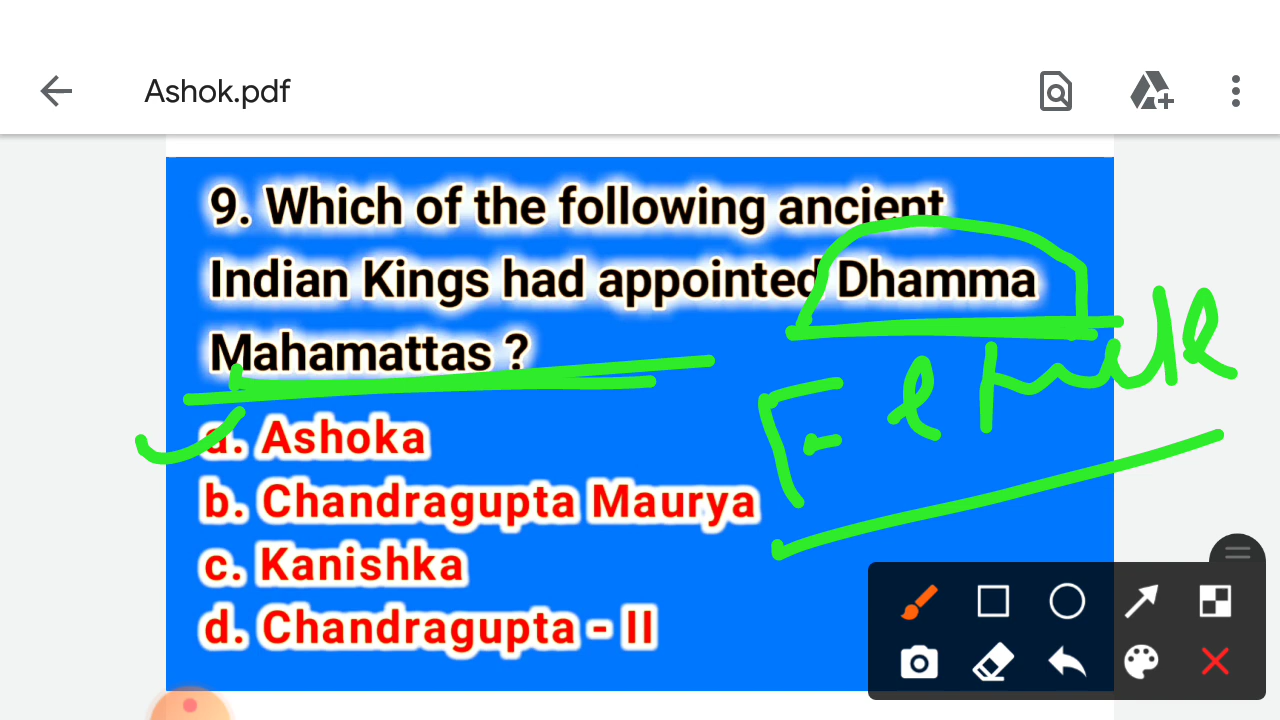 Ashok.pdf
9. Which of the following ancient
Indian Kings had appointed Dhamma
Mahamattas ?
a. Ashoka
b. Chandragupta Maurya
c. Kanishka
d. Chandragupta - II